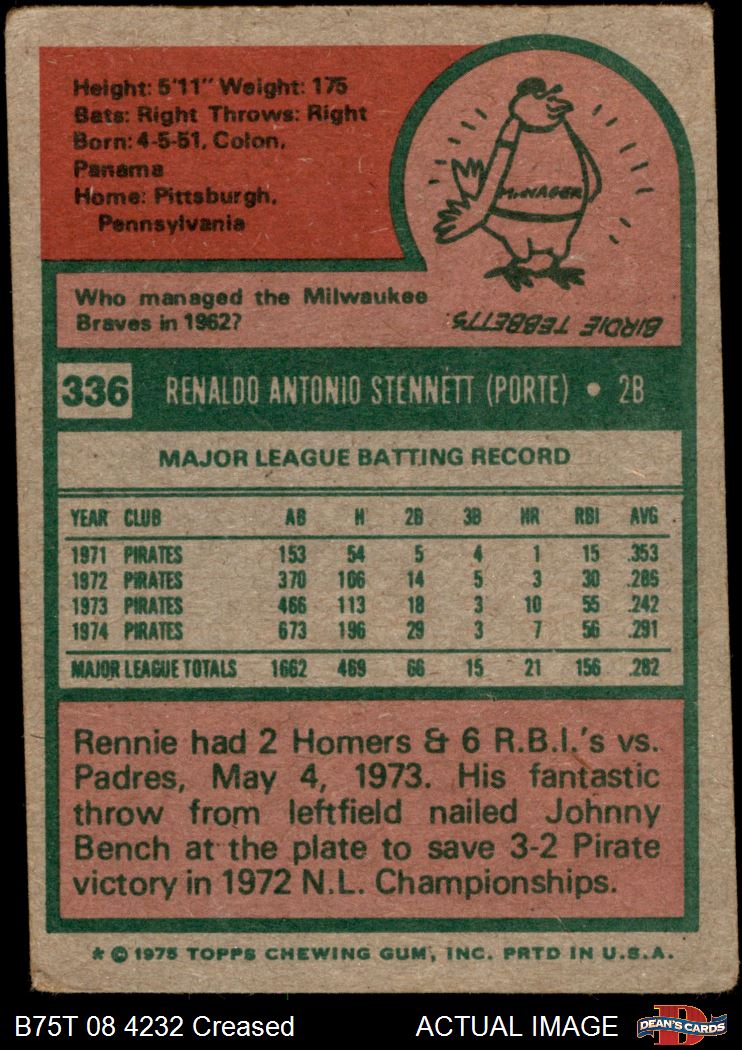 Height: 5'11" Weight: 175
Bats: Right Throws: Right
Born: 4-5-51, Colon,
Panama
Home: Pittsburgh,
Pennsylvania
MANAGER
Who managed the Milwaukee
Braves in 1962?
BIRDIE TEBBETTS.
336 RENALDO ANTONIO STENNETT (PORTE) • 2B
MAJOR LEAGUE BATTING RECORD
YEAR CLUB AB H 2B 3B HR RBI AVG
1971 PIRATES 153 54 5 4 1 15 .353
1972 PIRATES 370 106 14 5 3 30 .286
1973 PIRATES 466 113 18 3 10 55 .242
1974 PIRATES 673 196 29 3 7 56 .291
MAJOR LEAGUE TOTALS 1662 469 66 15 21 156 .282
Rennie had 2 Homers & 6 R.B.I.'s vs.
Padres, May 4, 1973. His fantastic
throw from leftfield nailed Johnny
Bench at the plate to save 3-2 Pirate
victory in 1972 N.L. Championships.
* © 1975 TOPPS CHEWING GUM, INC. PRTD IN U.S.A.
B75T 08 4232 Creased ACTUAL IMAGE DEAN'S CARDS